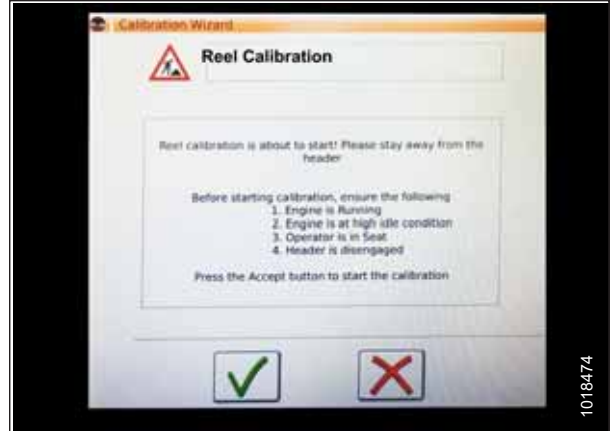 Calibration Wizard
Reel Calibration
Reel calibration is about to start! Please stay away from the
header
Before starting calibration, ensure the following
1. Engine is Running
2. Engine is at high idle condition
3. Operator is in Seat
4. Header is disengaged
Press the Accept button to start the calibration
1018474